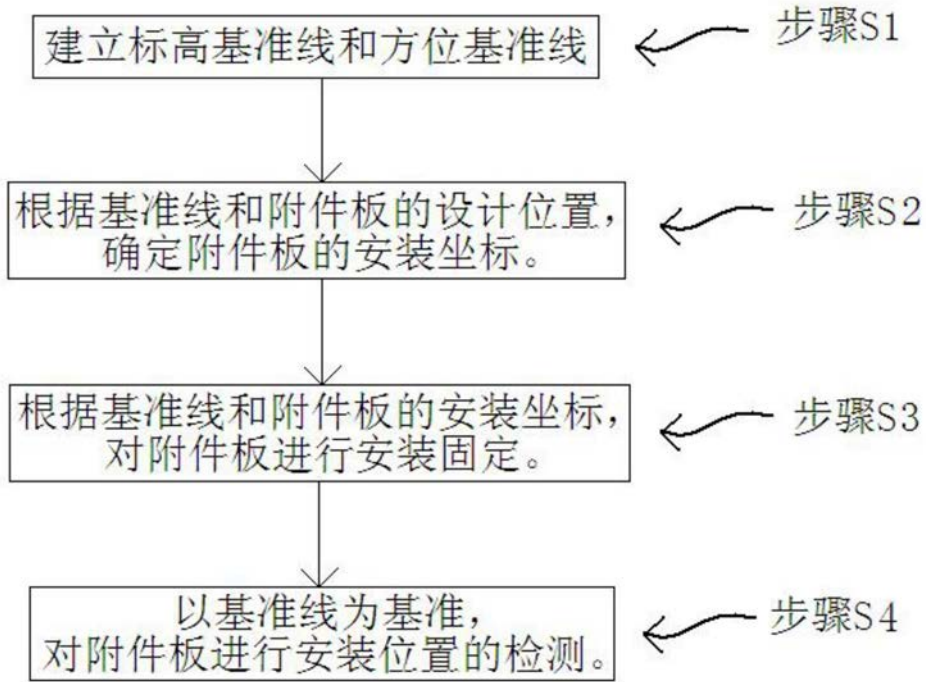 建立标高基准线和方位基准线
步骤S1
根据基准线和附件板的设计位置，
确定附件板的安装坐标。
步骤S2
根据基准线和附件板的安装坐标，
对附件板进行安装固定。
步骤S3
以基准线为基准，
对附件板进行安装位置的检测。
步骤S4